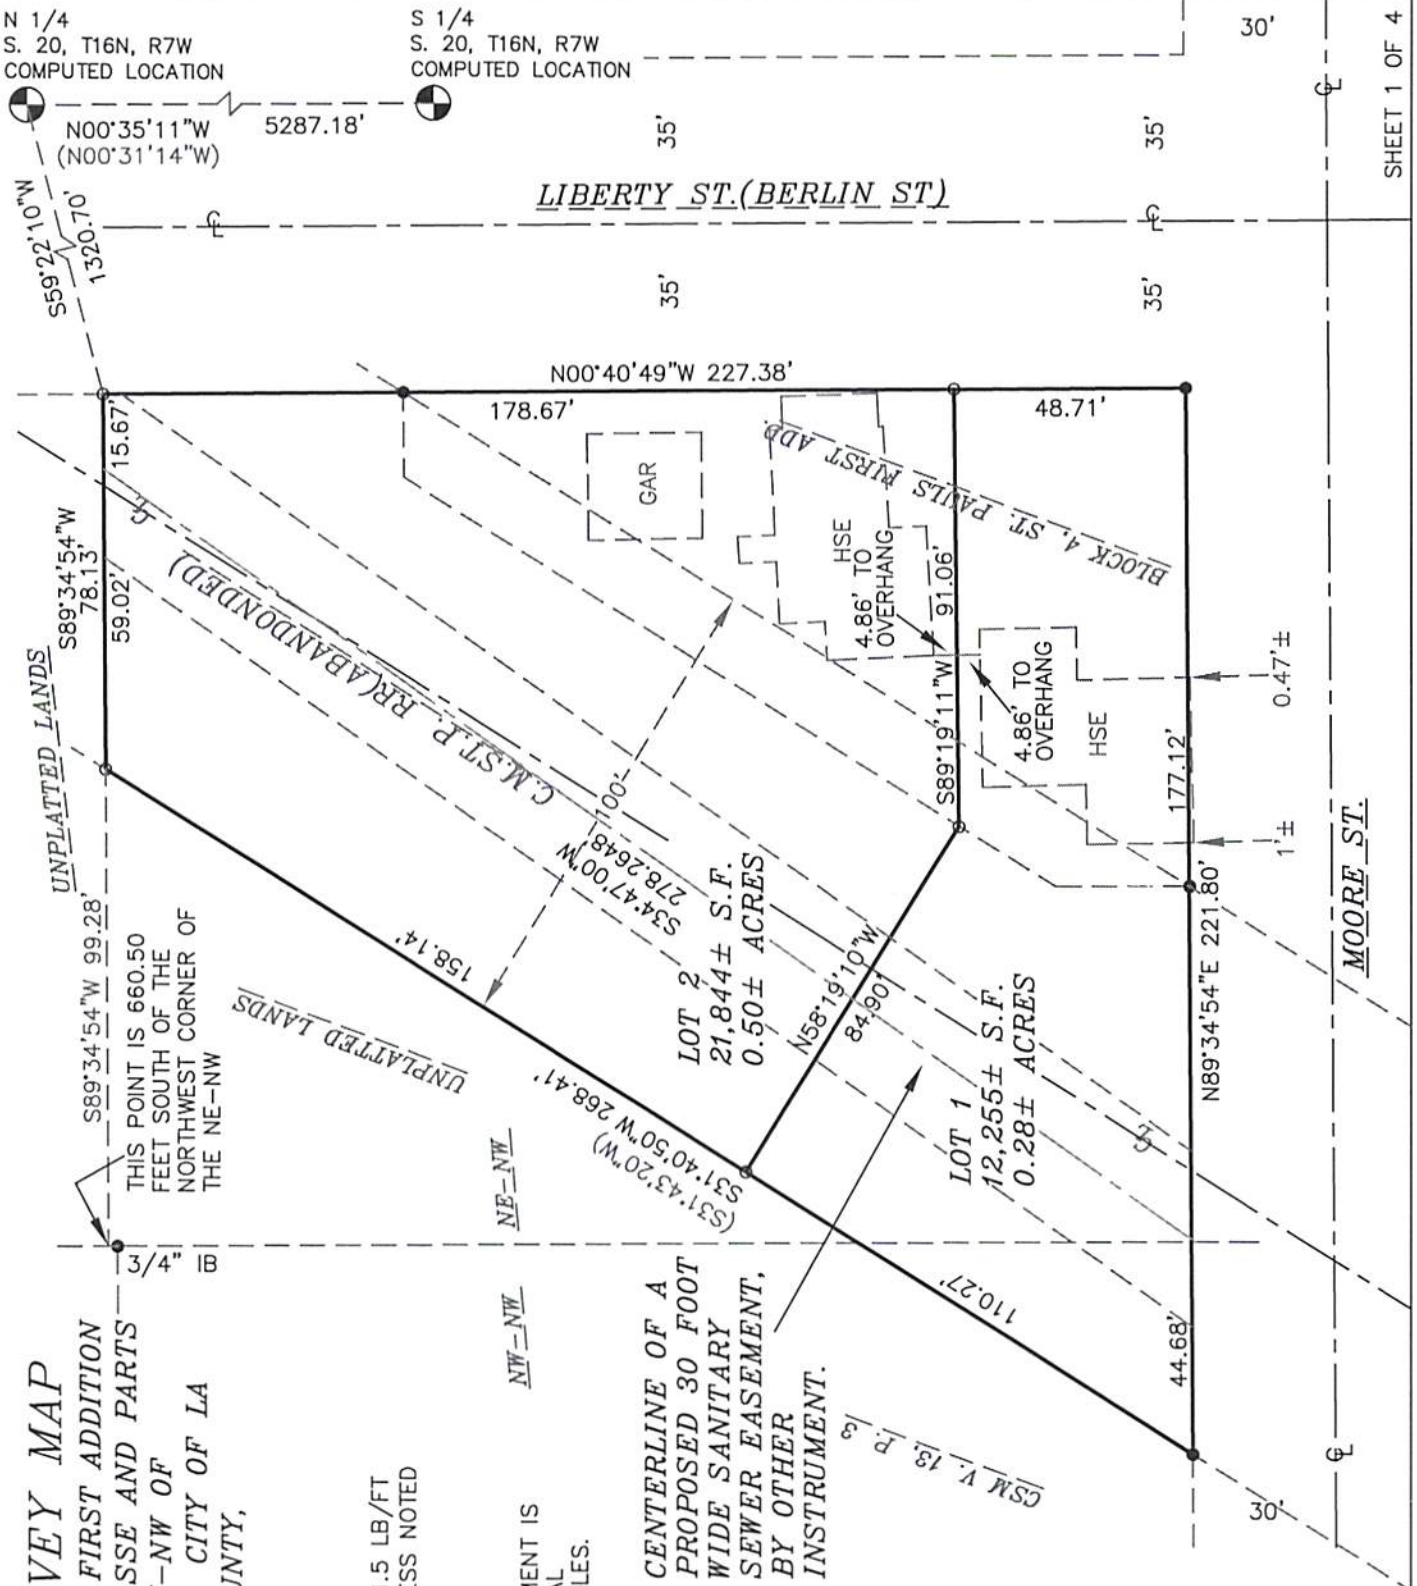 N 1/4
S. 20, T16N, R7W
COMPUTED LOCATION
S 1/4
S. 20, T16N, R7W
COMPUTED LOCATION
N00°35'11"W
(N00°31'14"W)
5287.18'
30'
SHEET 1 OF 4
35'
35'
LIBERTY ST.(BERLIN ST)
S59°22'10"W
1320.70'
35'
35'
N00°40'49"W 227.38'
178.67'
48.71'
15.67'
S89°34'54"W
78.13'
59.02'
GAR
BLOCK 4, ST. PAULS FIRST ADD.
HSE
4.86' TO
OVERHANG
91.06'
S89°19'11"W
4.86' TO
OVERHANG
HSE
0.47'±
177.12'
1'±
C.M.ST.P. RR(ABANDONDED)
UNPLATTED LANDS
S89°34'54"W 99.28'
THIS POINT IS 660.50
FEET SOUTH OF THE
NORTHWEST CORNER OF
THE NE-NW
100'
S34°47'00"W
278.2648'
158.14'
UNPLATTED LANDS
LOT 2
21,844± S.F.
0.50± ACRES
N58°19'10"W
84.90'
S31°40'50"W 268.41'
(S31°43'20"W)
LOT 1
12,255± S.F.
0.28± ACRES
N89°34'54"E 221.80'
MOORE ST.
NE-NW
NW-NW
3/4" IB
110.27'
44.68'
CENTERLINE OF A
PROPOSED 30 FOOT
WIDE SANITARY
SEWER EASEMENT,
BY OTHER
INSTRUMENT.
CSM V. 13, P. 3
30'
VEY MAP
FIRST ADDITION
SSE AND PARTS
-NW OF
CITY OF LA
UNTY,
.5 LB/FT
ESS NOTED
MENT IS
AL
LES.